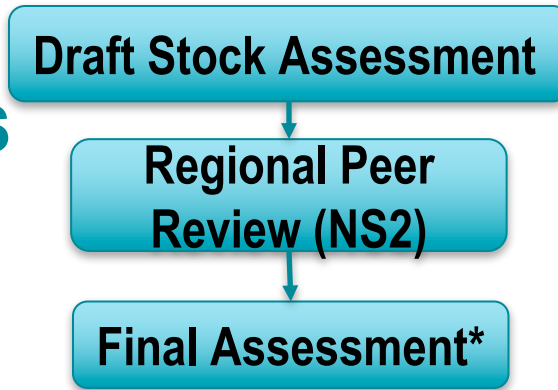 Draft Stock Assessment
s
Regional Peer
Review (NS2)
Final Assessment*